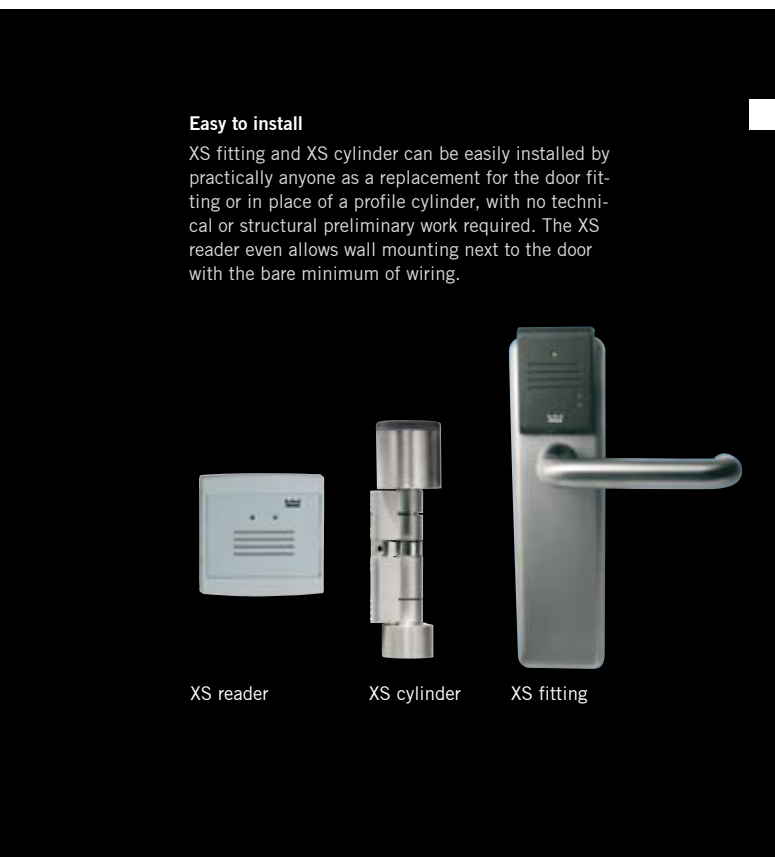 Easy to install
XS fitting and XS cylinder can be easily installed by
practically anyone as a replacement for the door fit-
ting or in place of a profile cylinder, with no techni-
cal or structural preliminary work required. The XS
reader even allows wall mounting next to the door
with the bare minimum of wiring.
XS reader XS cylinder XS fitting